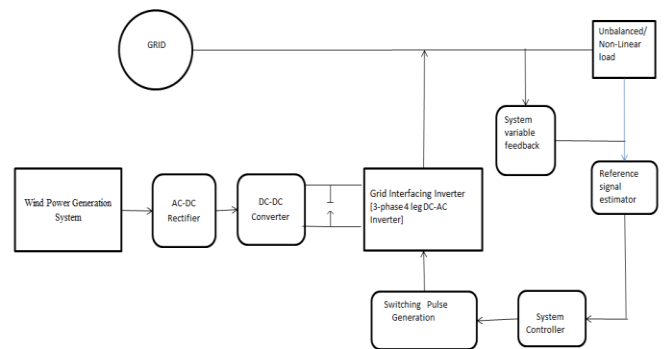 GRID
Unbalanced/
Non-Linear
load
System
variable
feedback
Reference
signal
estimator
Wind Power Generation
System
AC-DC
Rectifier
DC-DC
Converter
Grid Interfacing Inverter
[3-phase 4 leg DC-AC
Inverter]
Switching Pulse
Generation
System
Controller